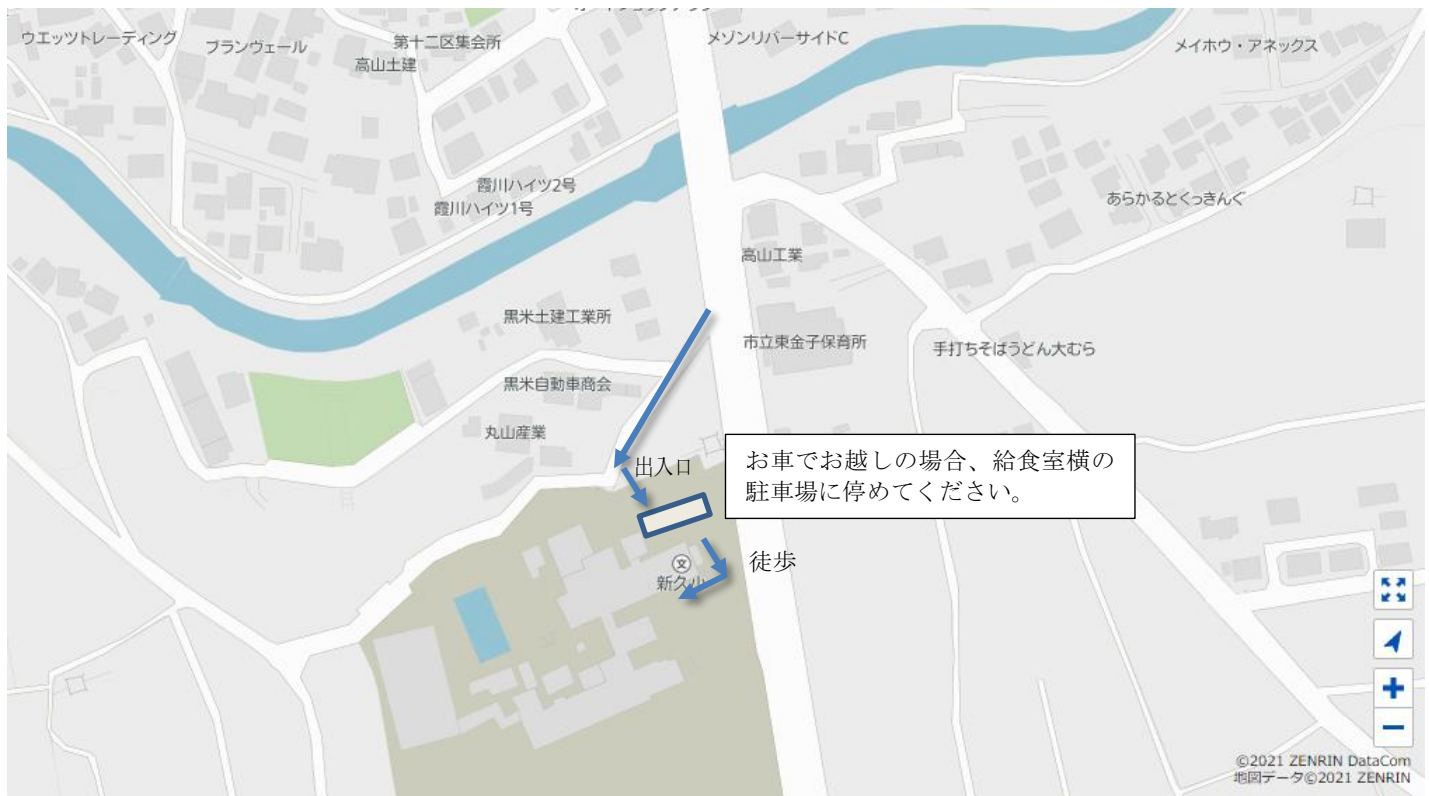 ウエッツトレーディング
ブランヴェール
第十二区集会所
高山土建
メゾンリバーサイドC
メイホウ・アネックス
霞川ハイツ2号
霞川ハイツ1号
あらかるとくっきんぐ
高山工業
黒米土建工業所
市立東金子保育所
手打ちそばうどん大むら
黒米自動車商会
丸山産業
出入口
お車でお越しの場合、給食室横の
駐車場に停めてください。
徒歩
文
新久小
©2021 ZENRIN DataCom
地図データ©2021 ZENRIN